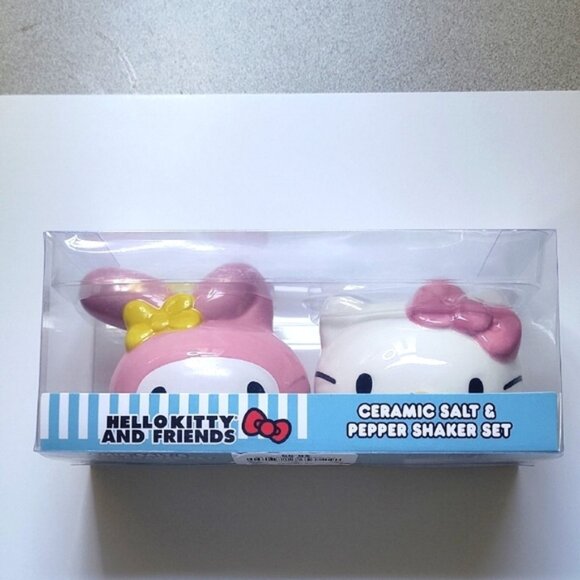 HELLO KITTY
AND FRIENDS
CERAMIC SALT &
PEPPER SHAKER SET